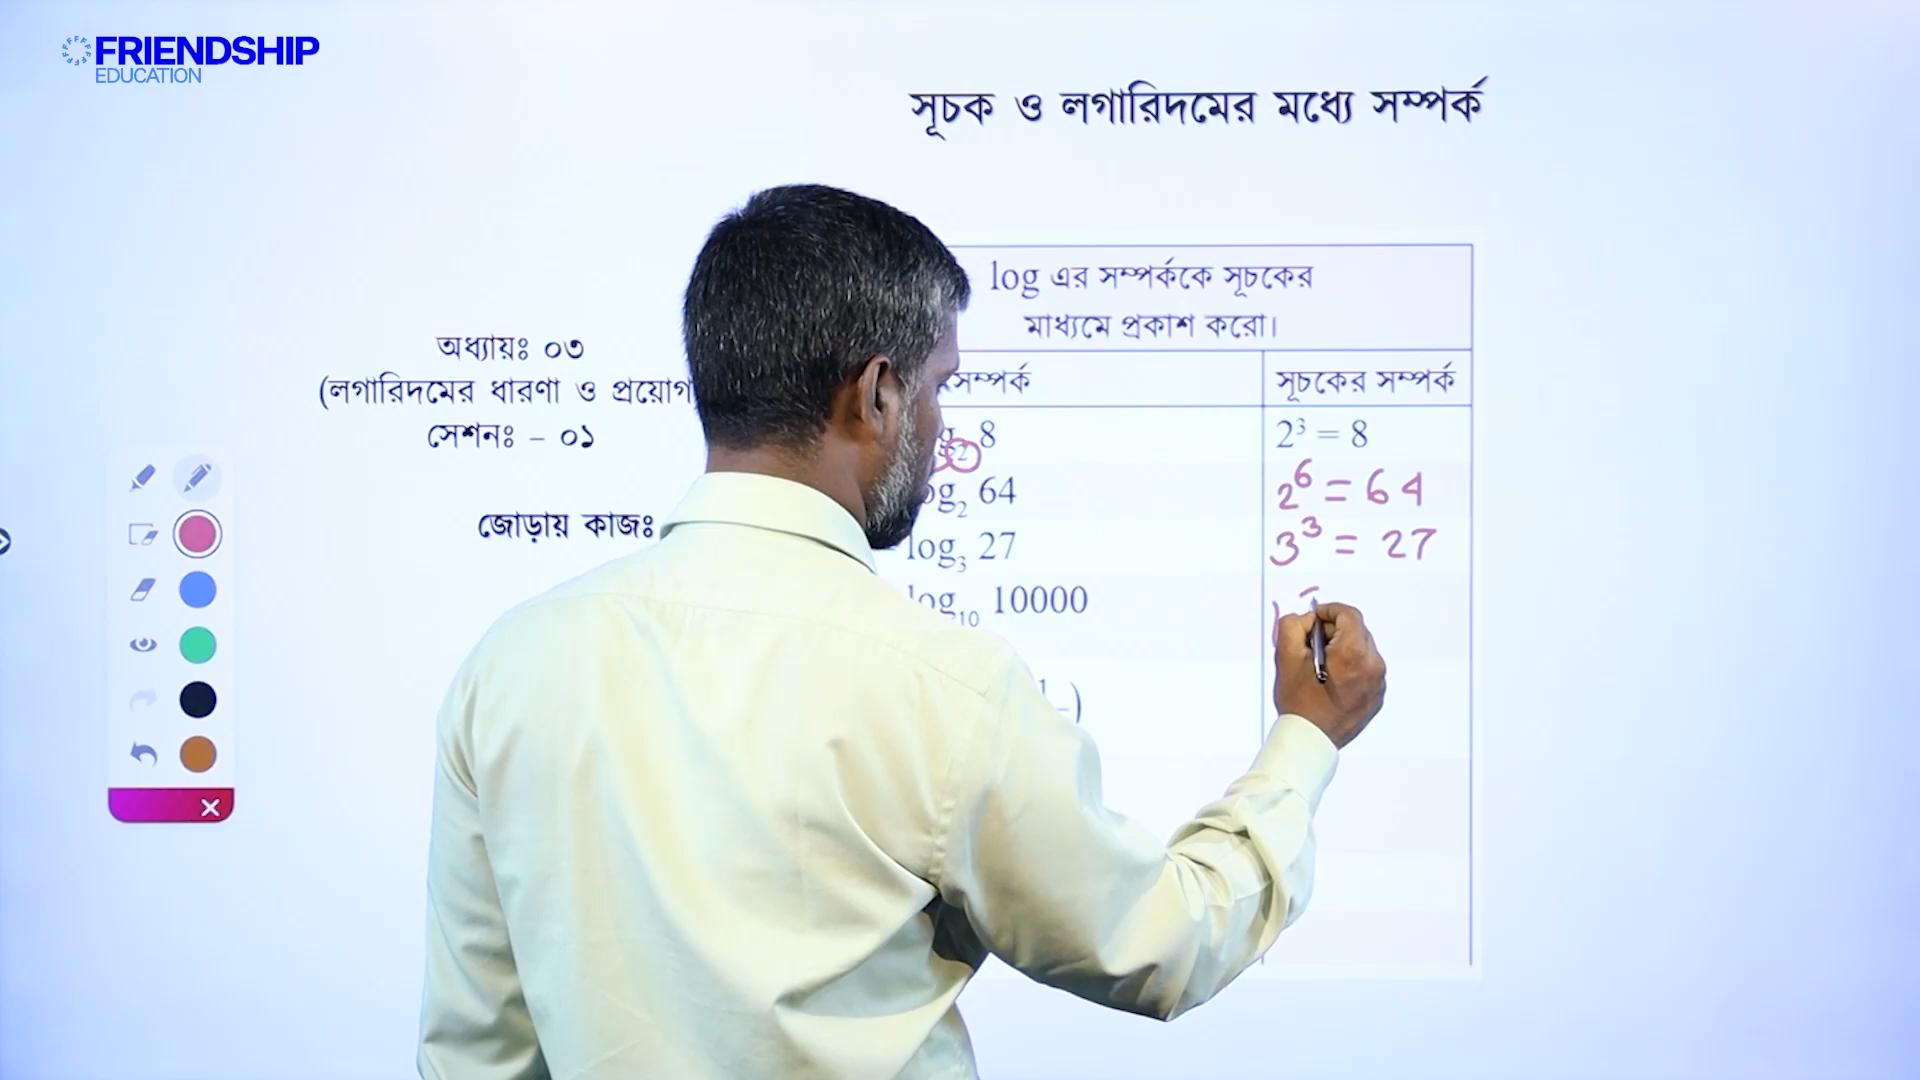 FRIENDSHIP
EDUCATION
সূচক ও লগারিদমের মধ্যে সম্পর্ক
অধ্যায়ঃ ০৩
(লগারিদমের ধারণা ও প্রয়োগ
সেশনঃ – ০১
জোড়ায় কাজঃ
log এর সম্পর্ককে সূচকের
মাধ্যমে প্রকাশ করো।
সম্পর্ক সূচকের সম্পর্ক
g₂ 8 2³ = 8
og₂ 64 2⁶ = 64
log₃ 27 3³ = 27
log₁₀ 10000